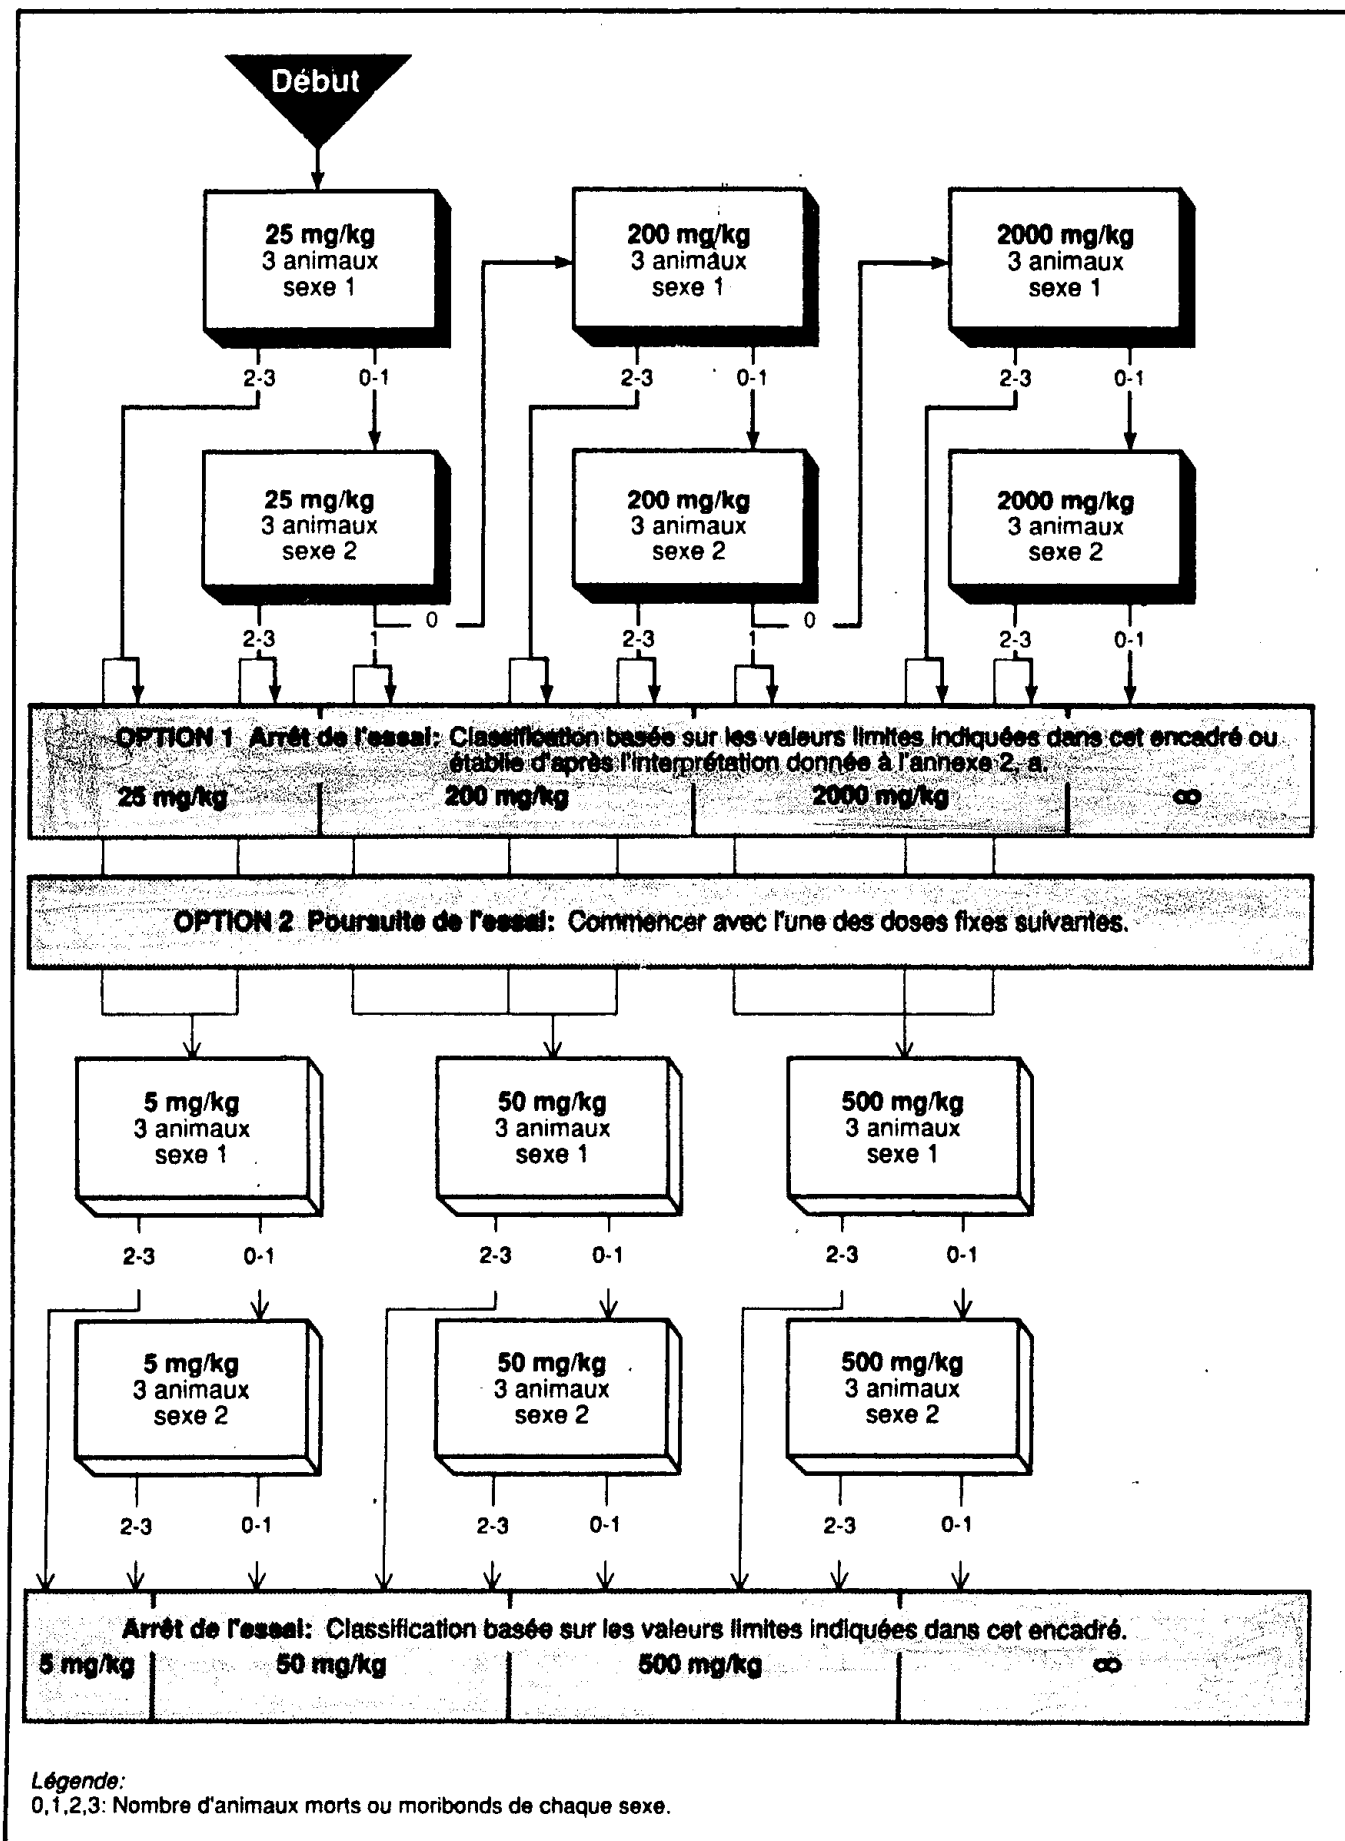 Début
25 mg/kg
3 animaux
sexe 1
200 mg/kg
3 animaux
sexe 1
2000 mg/kg
3 animaux
sexe 1
2-3
0-1
2-3
0-1
2-3
0-1
25 mg/kg
3 animaux
sexe 2
200 mg/kg
3 animaux
sexe 2
2000 mg/kg
3 animaux
sexe 2
0
0
2-3
1
2-3
1
2-3
0-1
OPTION 1 Arrêt de l'essai: Classification basée sur les valeurs limites indiquées dans cet encadré ou
établie d'après l'interprétation donnée à l'annexe 2, a.
25 mg/kg
200 mg/kg
2000 mg/kg
∞
OPTION 2 Poursuite de l'essai: Commencer avec l'une des doses fixes suivantes.
5 mg/kg
3 animaux
sexe 1
50 mg/kg
3 animaux
sexe 1
500 mg/kg
3 animaux
sexe 1
2-3
0-1
2-3
0-1
2-3
0-1
5 mg/kg
3 animaux
sexe 2
50 mg/kg
3 animaux
sexe 2
500 mg/kg
3 animaux
sexe 2
2-3
0-1
2-3
0-1
2-3
0-1
Arrêt de l'essai: Classification basée sur les valeurs limites indiquées dans cet encadré.
5 mg/kg
50 mg/kg
500 mg/kg
∞
Légende:
0,1,2,3: Nombre d'animaux morts ou moribonds de chaque sexe.